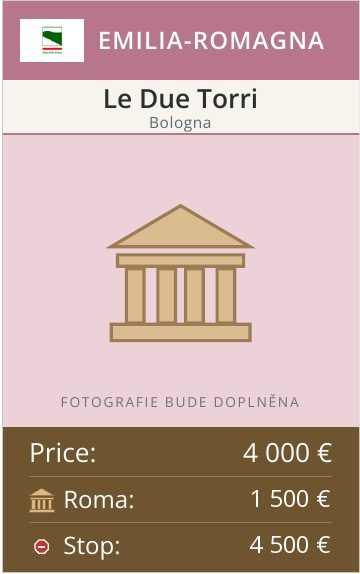 EMILIA-ROMAGNA
Le Due Torri
Bologna
FOTOGRAFIE BUDE DOPLNĚNA
Price: 4 000 €
Roma: 1 500 €
Stop: 4 500 €